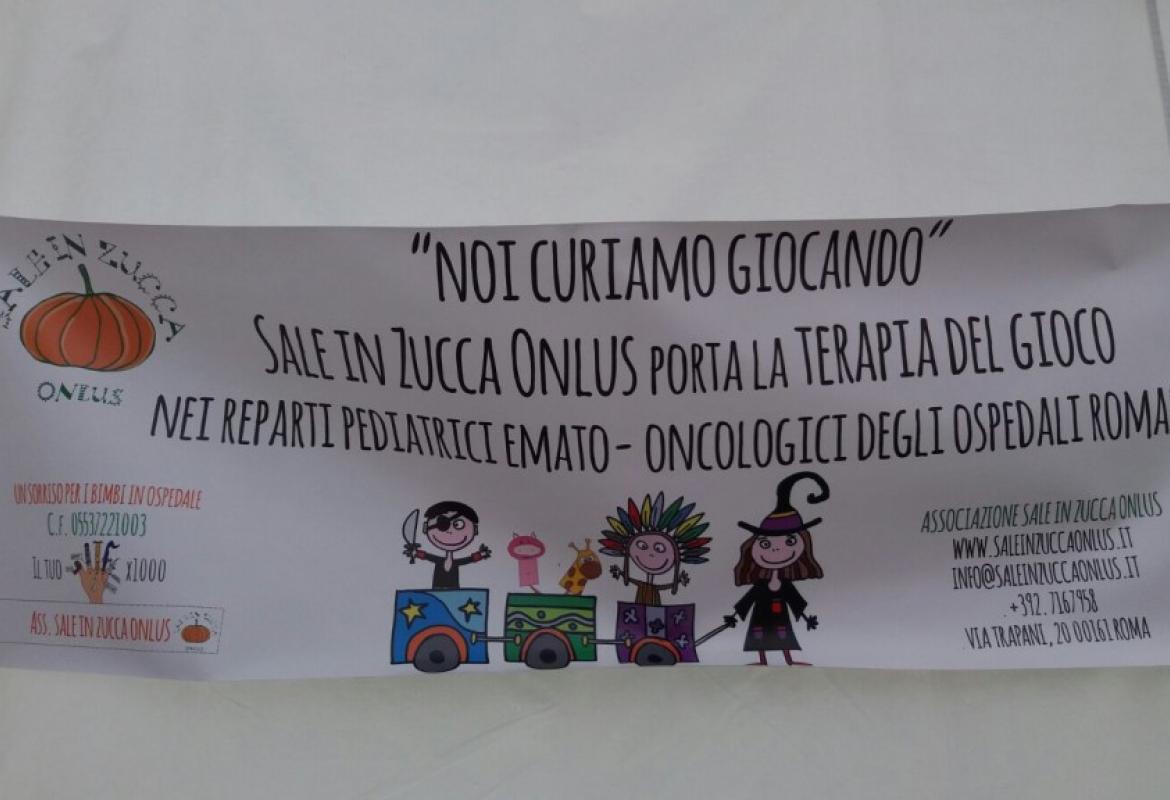 SALE IN ZUCCA
ONLUS
"NOI CURIAMO GIOCANDO"
SALE IN ZUCCA ONLUS PORTA LA TERAPIA DEL GIOCO
NEI REPARTI PEDIATRICI EMATO - ONCOLOGICI DEGLI OSPEDALI ROMA
UN SORRISO PER I BIMBI IN OSPEDALE
C.F. 05537221003
IL TUO X1000
ASS. SALE IN ZUCCA ONLUS
ASSOCIAZIONE SALE IN ZUCCA ONLUS
WWW.SALEINZUCCAONLUS.IT
INFO@SALEINZUCCAONLUS.IT
+392.7167958
VIA TRAPANI, 20 00161 ROMA